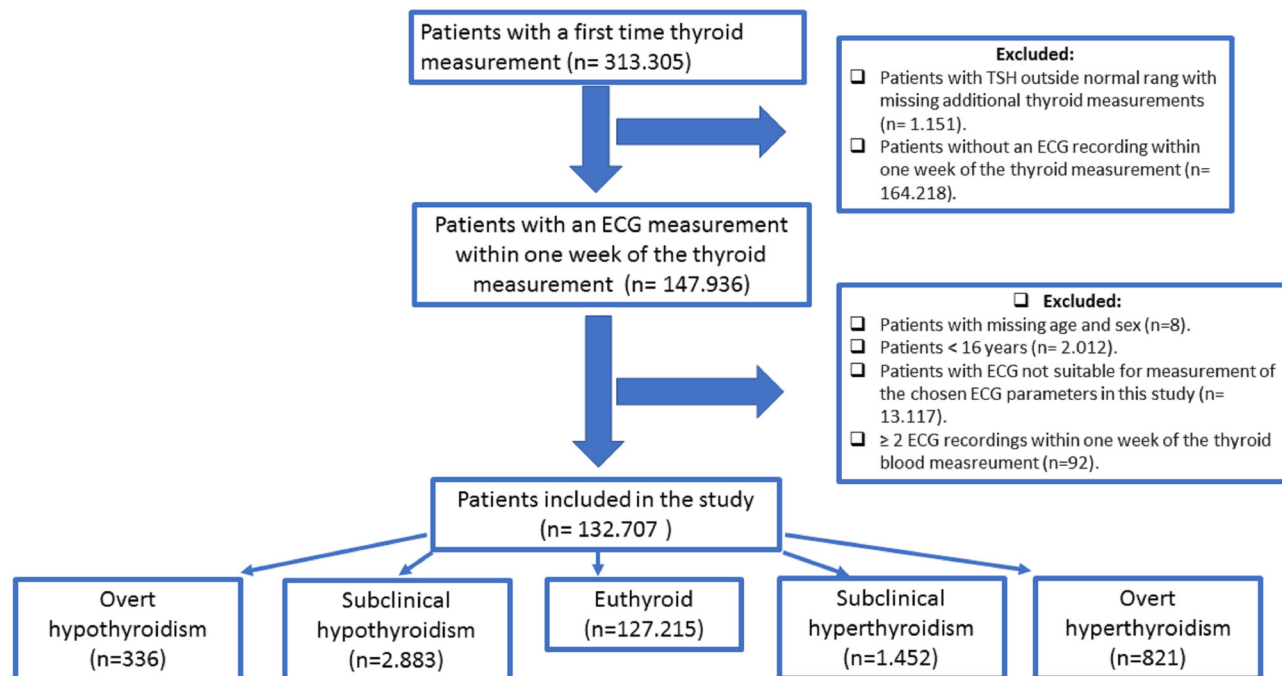 Patients with a first time thyroid
measurement (n= 313.305)
Excluded:
❑ Patients with TSH outside normal rang with
missing additional thyroid measurements
(n= 1.151).
❑ Patients without an ECG recording within
one week of the thyroid measurement (n=
164.218).
Patients with an ECG measurement
within one week of the thyroid
measurement (n= 147.936)
❑ Excluded:
❑ Patients with missing age and sex (n=8).
❑ Patients < 16 years (n= 2.012).
❑ Patients with ECG not suitable for measurement of
the chosen ECG parameters in this study (n=
13.117).
❑ ≥ 2 ECG recordings within one week of the thyroid
blood measreument (n=92).
Patients included in the study
(n= 132.707 )
Overt
hypothyroidism
(n=336)
Subclinical
hypothyroidism
(n=2.883)
Euthyroid
(n=127.215)
Subclinical
hyperthyroidism
(n=1.452)
Overt
hyperthyroidism
(n=821)